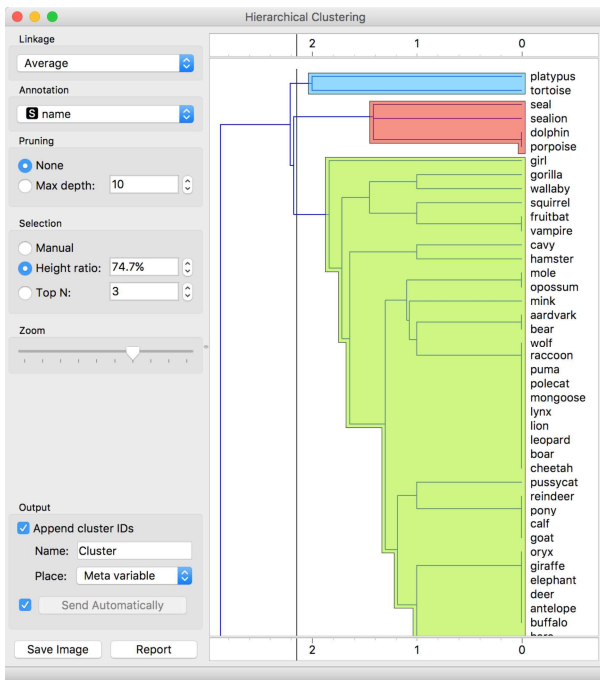 Hierarchical Clustering
Linkage
Average
Annotation
S name
Pruning
None
Max depth: 10
Selection
Manual
Height ratio: 74.7%
Top N: 3
Zoom
Output
Append cluster IDs
Name: Cluster
Place: Meta variable
Send Automatically
Save Image Report
2 1 0
platypus
tortoise
seal
sealion
dolphin
porpoise
girl
gorilla
wallaby
squirrel
fruitbat
vampire
cavy
hamster
mole
opossum
mink
aardvark
bear
wolf
raccoon
puma
polecat
mongoose
lynx
lion
leopard
boar
cheetah
pussycat
reindeer
pony
calf
goat
oryx
giraffe
elephant
deer
antelope
buffalo
2 1 0